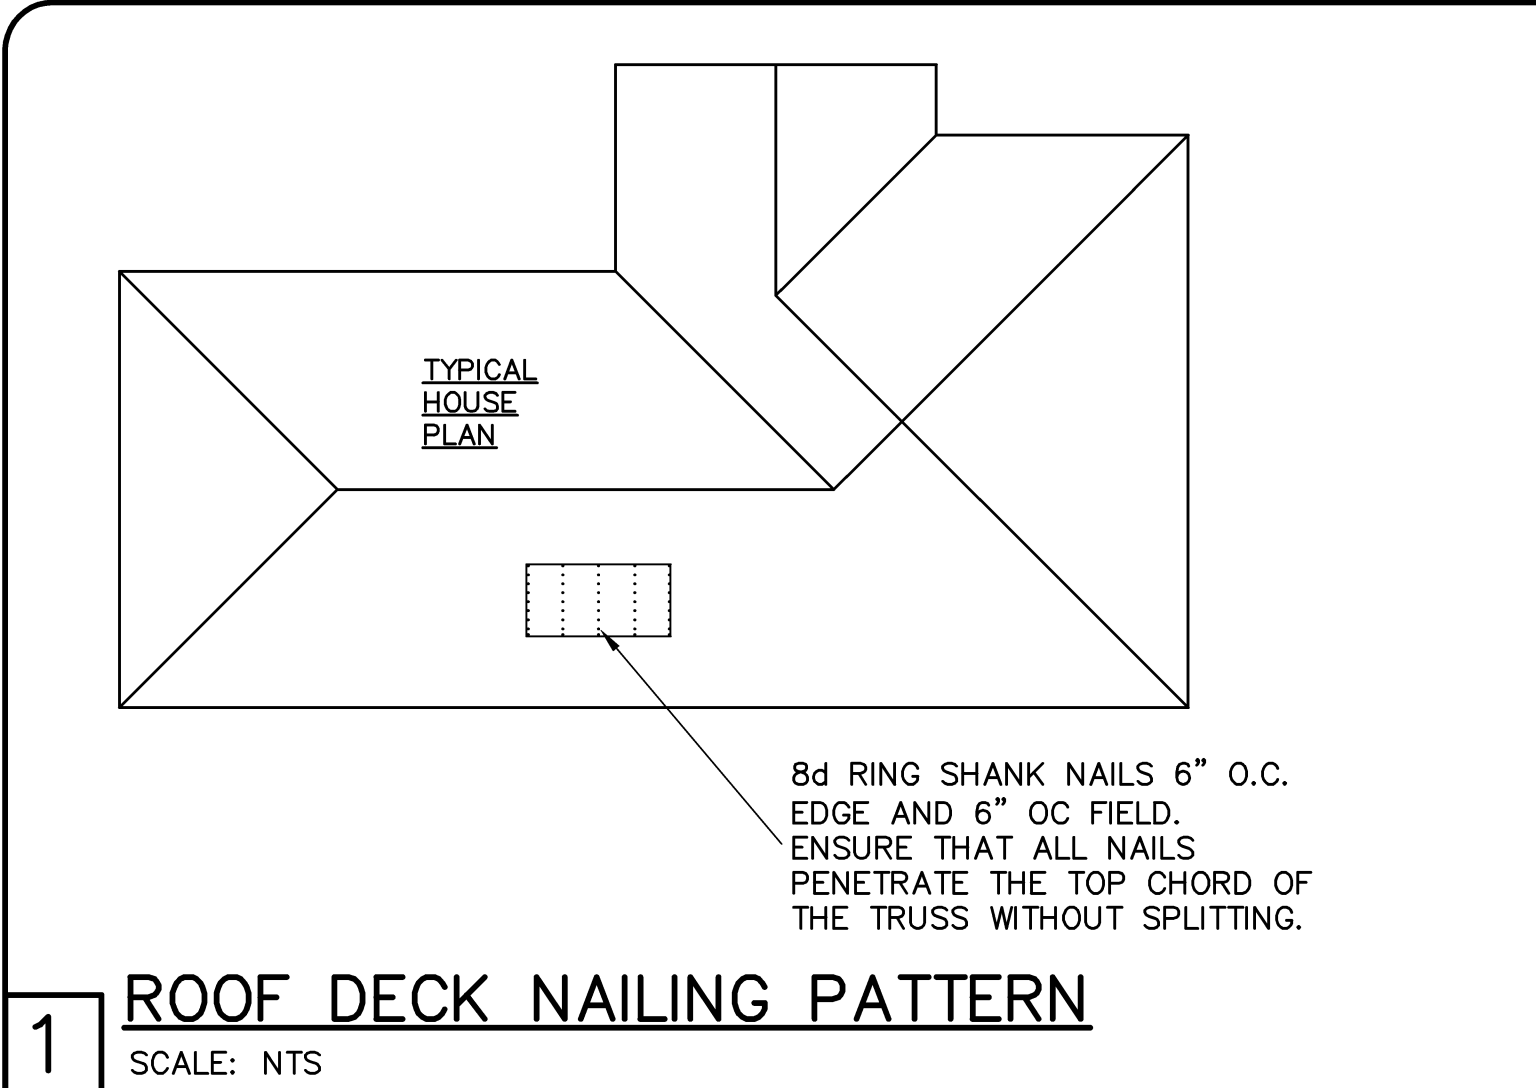 TYPICAL
HOUSE
PLAN
8d RING SHANK NAILS 6” O.C.
EDGE AND 6” OC FIELD.
ENSURE THAT ALL NAILS
PENETRATE THE TOP CHORD OF
THE TRUSS WITHOUT SPLITTING.
1
ROOF DECK NAILING PATTERN
SCALE: NTS